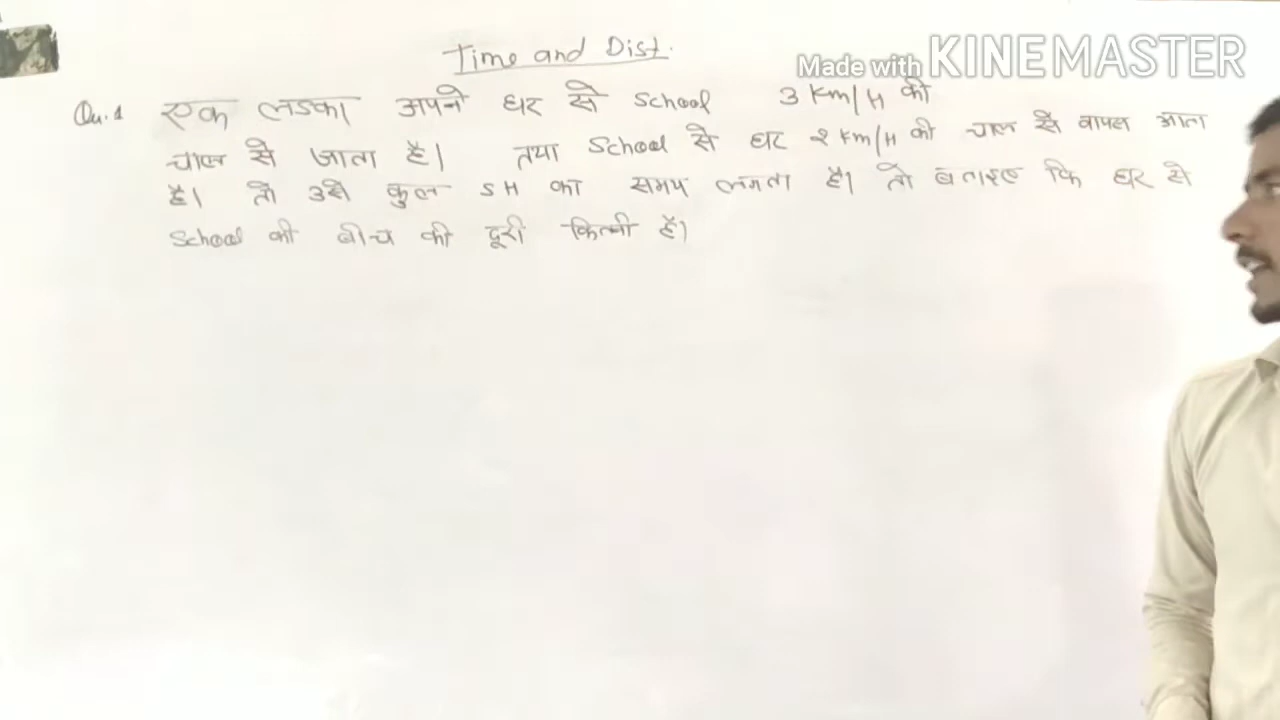 Time and Dist.
Made with KINEMASTER
Qu.1 एक लडका अपने घर से School 3 Km/H की
चाल से जाता है। तथा School से घर 2 Km/H की चाल से वापस आता
है। तो उसे कुल 5H का समय लगता है। तो बताइए कि घर से
School की बीच की दूरी कितनी है।